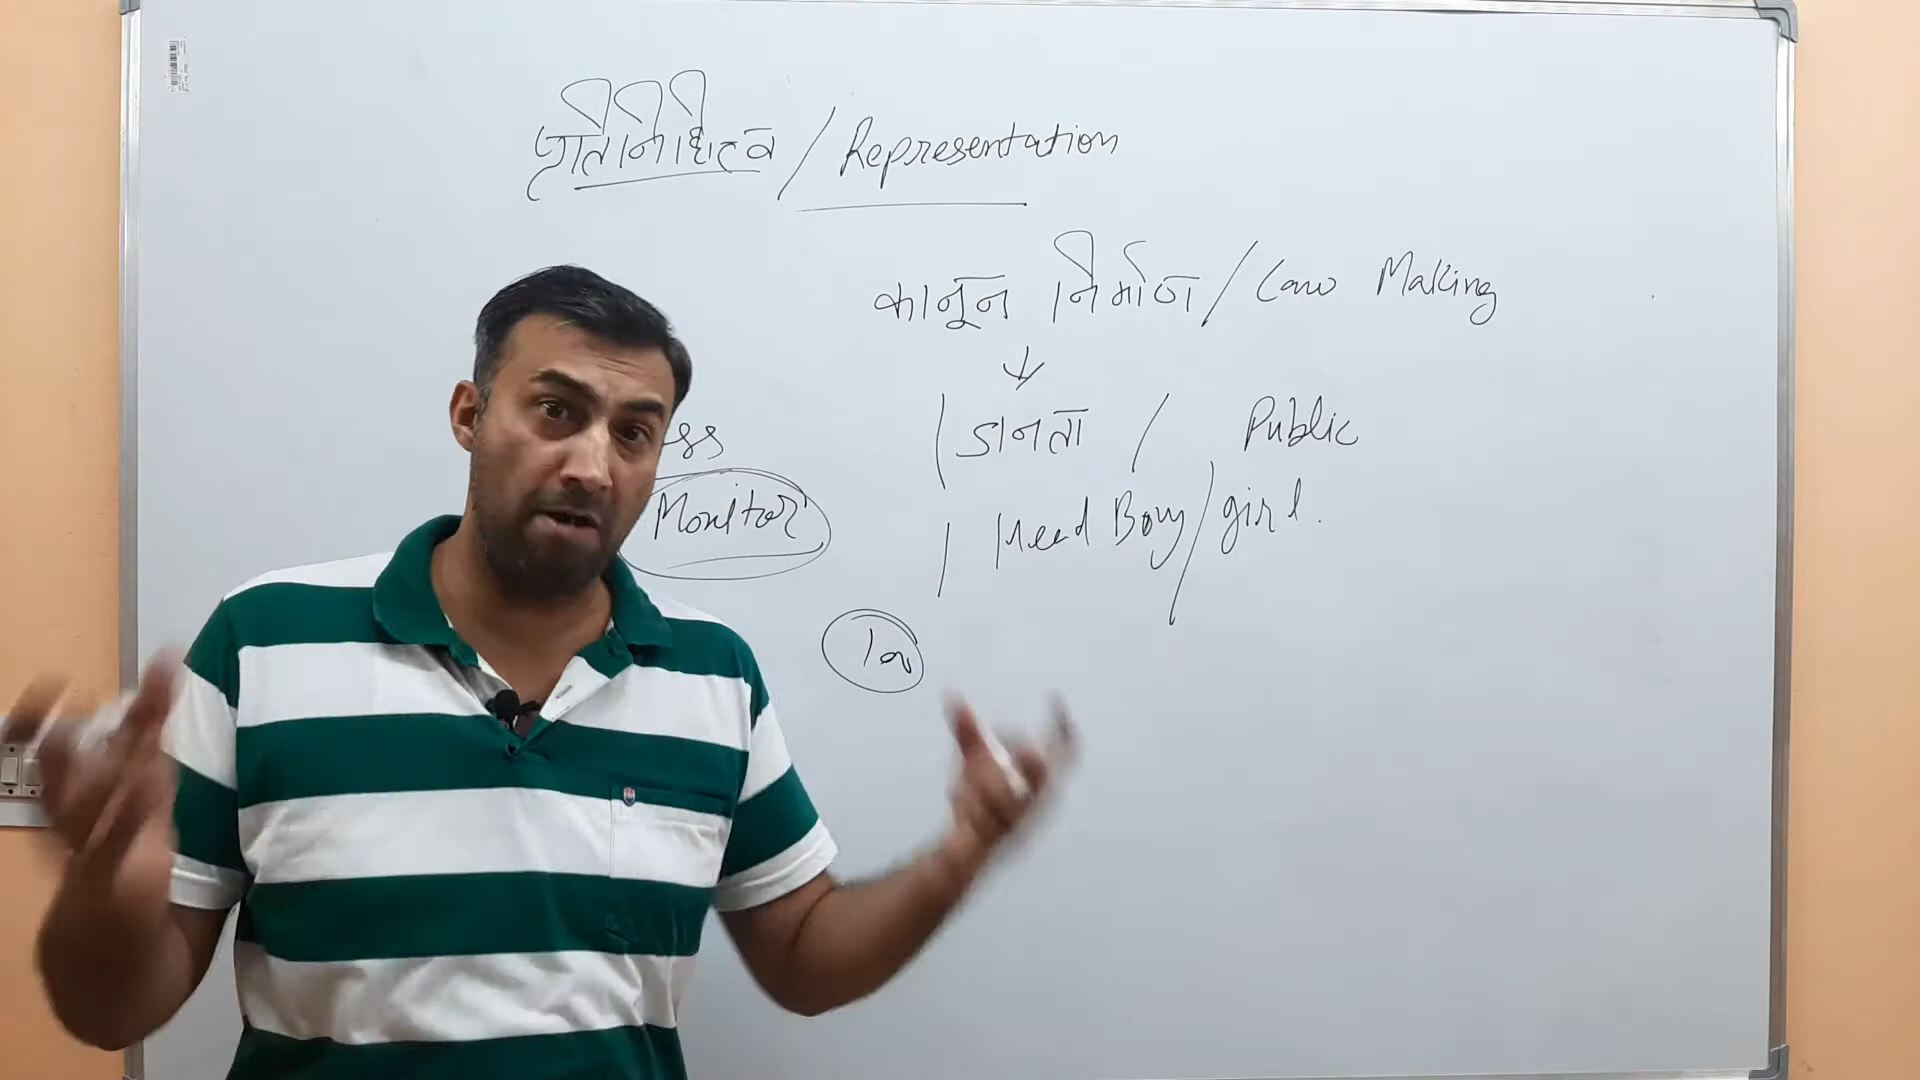 प्रतिनिधित्व / Representation
कानून निर्माण / Law Making
जनता / Public
Monitor
Head Boy/girl.